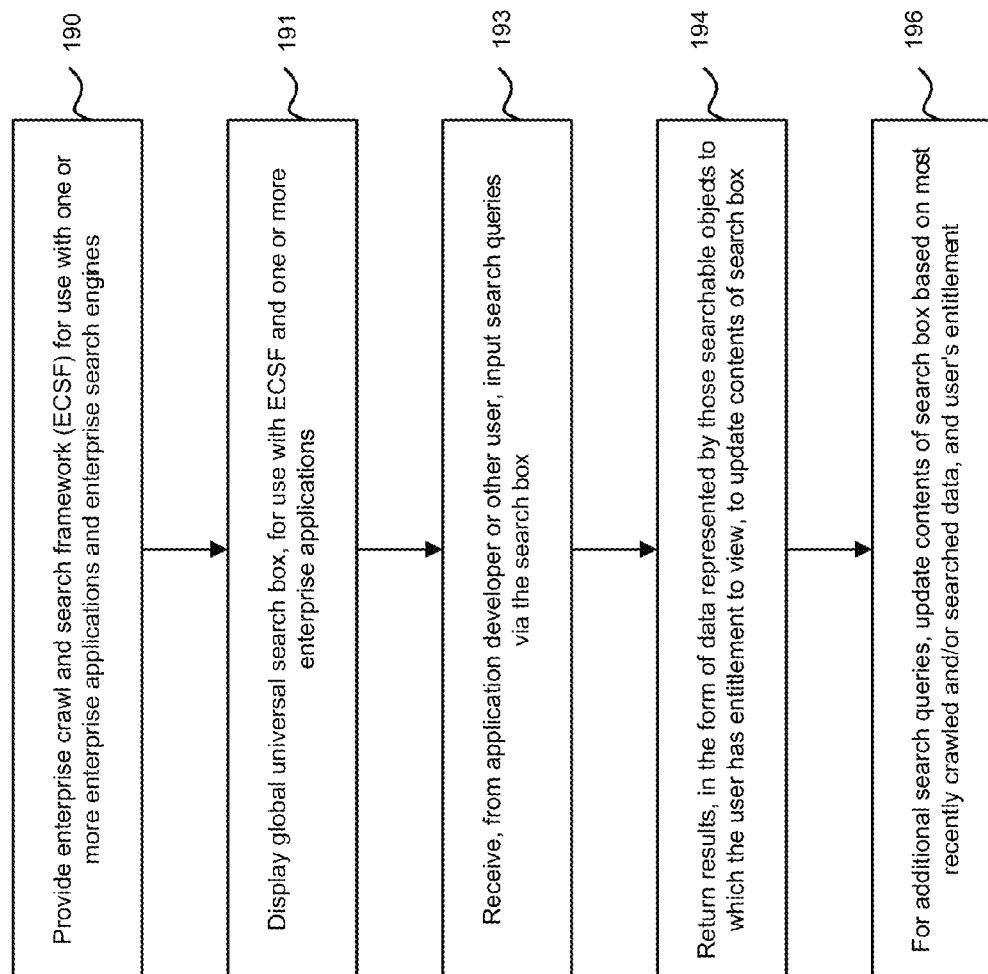 Provide enterprise crawl and search framework (ECSF) for use with one or
more enterprise applications and enterprise search engines
190
Display global universal search box, for use with ECSF and one or more
enterprise applications
191
Receive, from application developer or other user, input search queries
via the search box
193
Return results, in the form of data represented by those searchable objects to
which the user has entitlement to view, to update contents of search box
194
For additional search queries, update contents of search box based on most
recently crawled and/or searched data, and user's entitlement
196